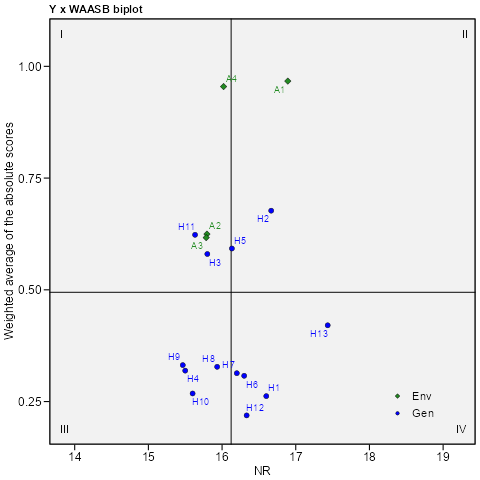 Y x WAASB biplot
I
II
1.00
A4
A1
0.75
Weighted average of the absolute scores
H2
H11
A2
H5
A3
H3
0.50
H13
H9
H8
H7
H4
H6
H1
H10
H12
0.25
Env
Gen
III
IV
14
15
16
17
18
19
NR